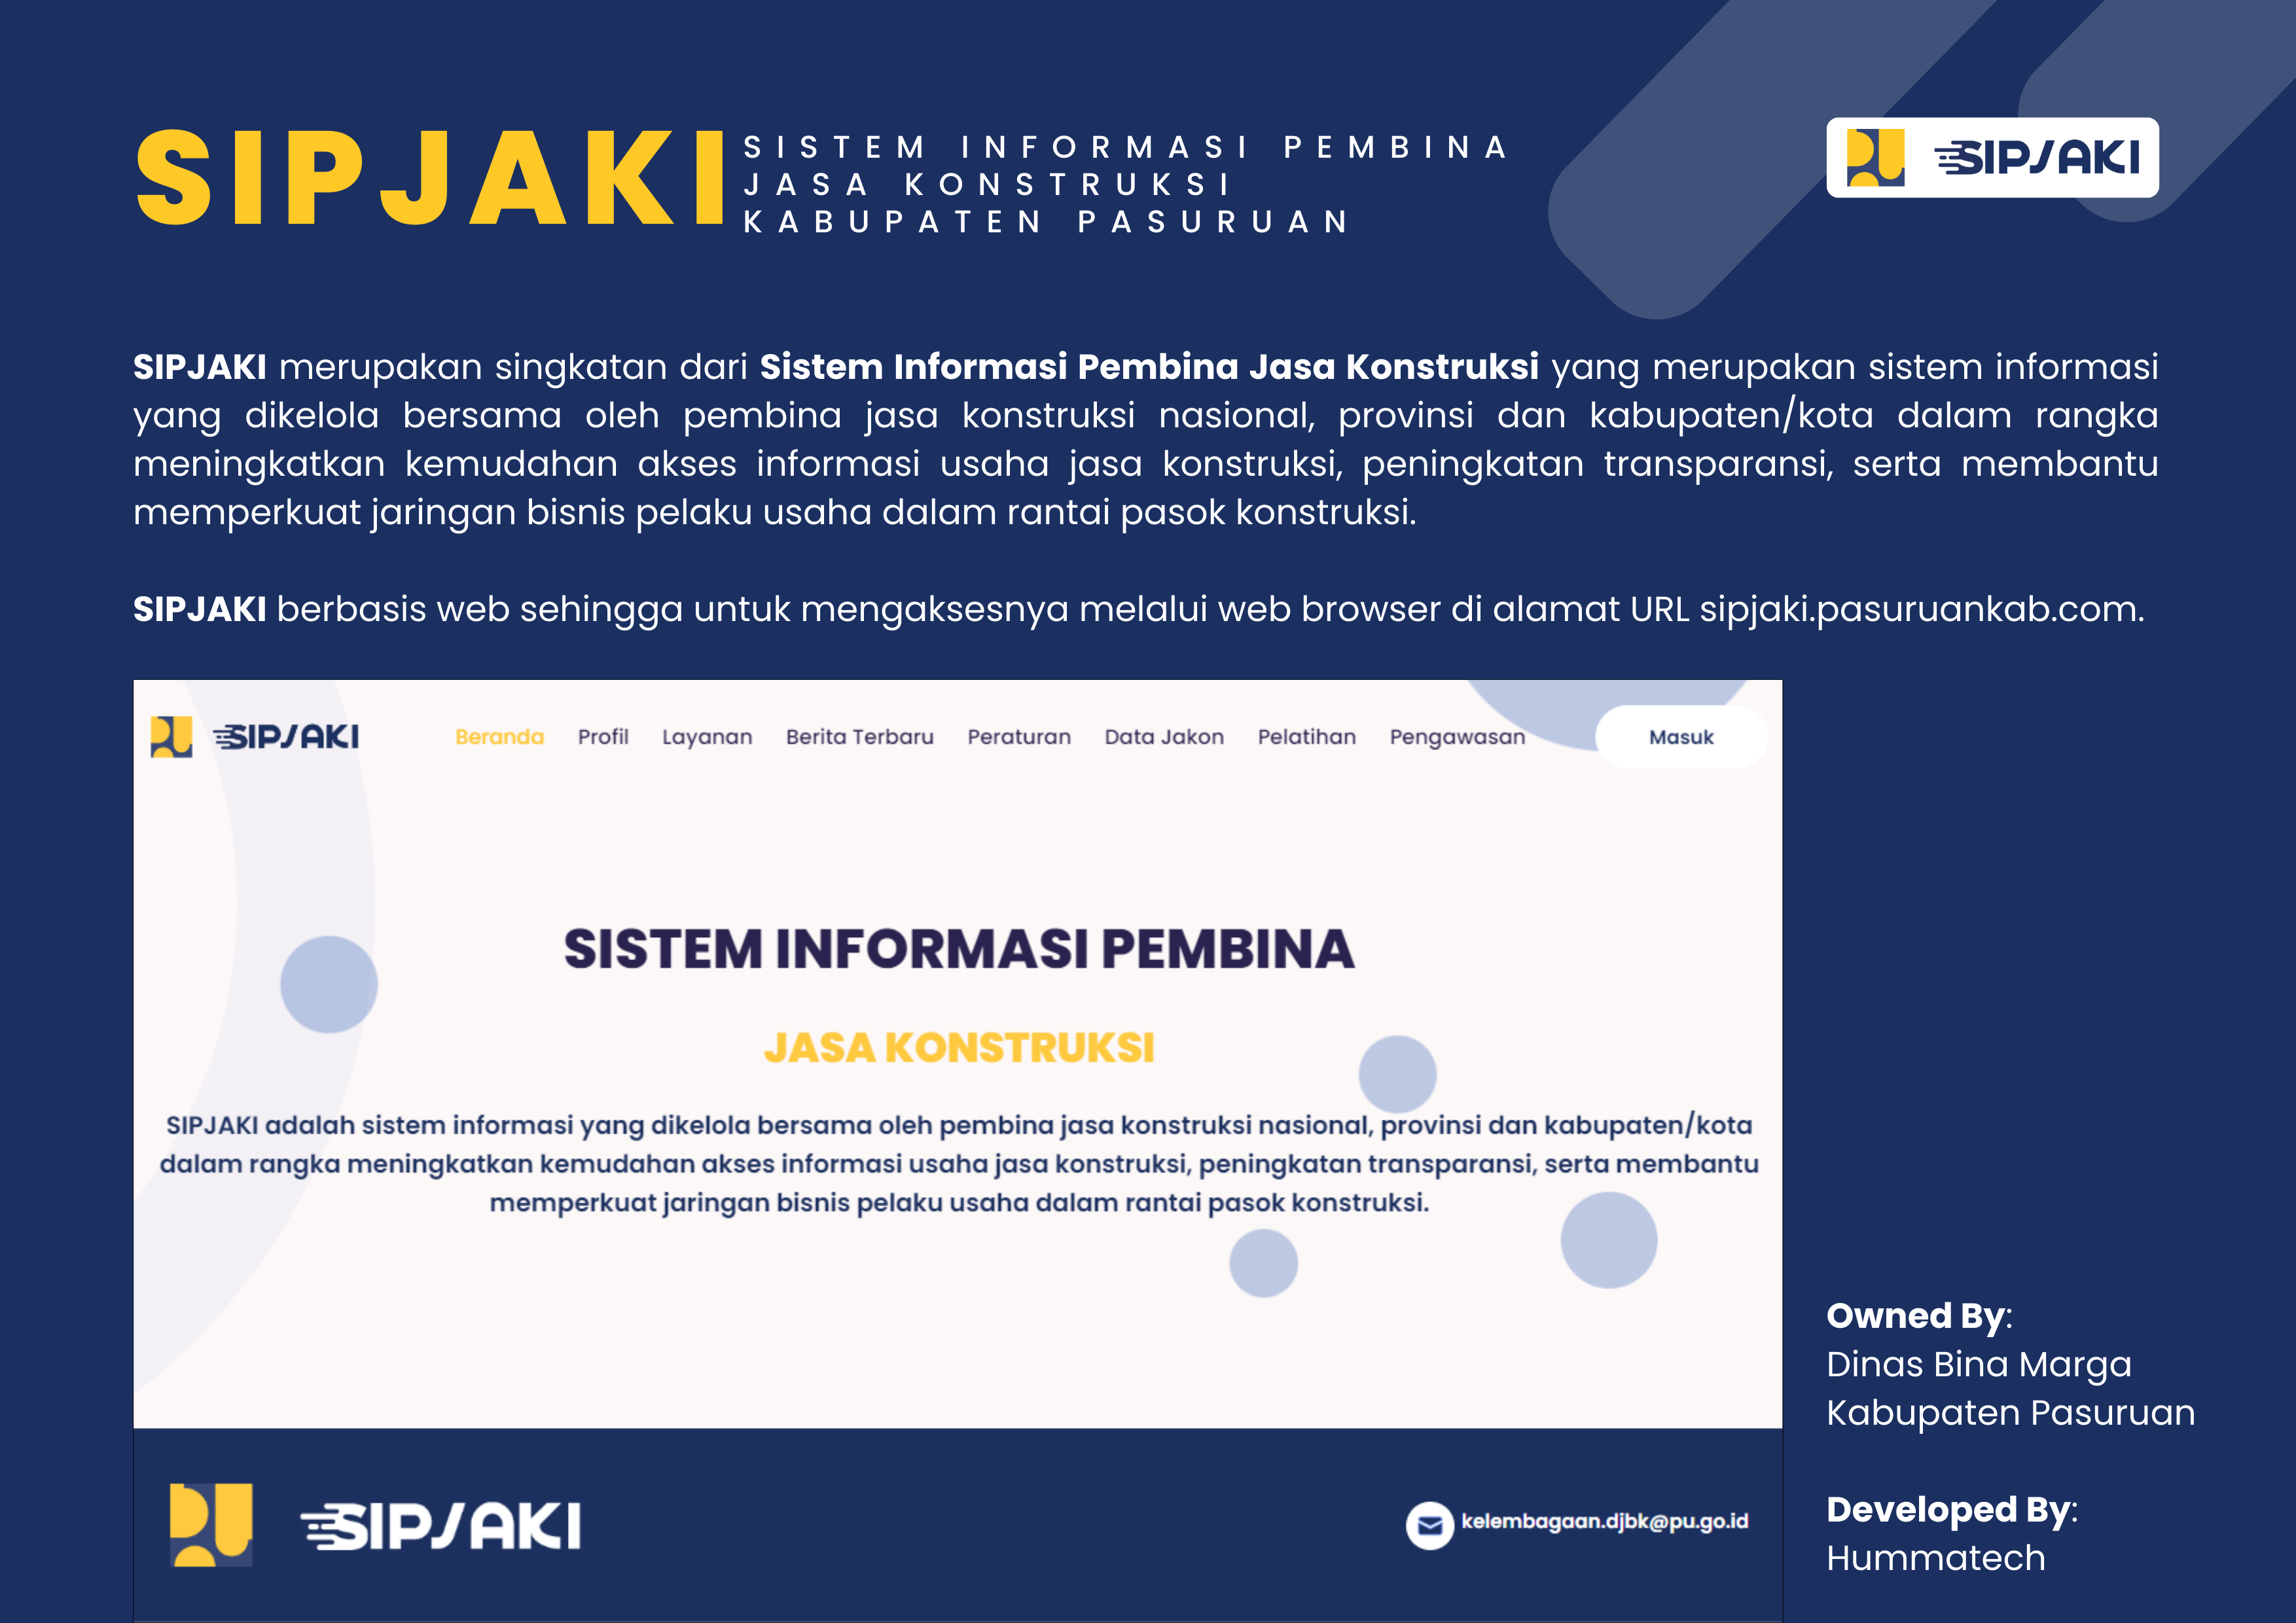 SIPJAKI
SISTEM INFORMASI PEMBINA
JASA KONSTRUKSI
KABUPATEN PASURUAN
SIPJAKI
SIPJAKI merupakan singkatan dari Sistem Informasi Pembina Jasa Konstruksi yang merupakan sistem informasi
yang dikelola bersama oleh pembina jasa konstruksi nasional, provinsi dan kabupaten/kota dalam rangka
meningkatkan kemudahan akses informasi usaha jasa konstruksi, peningkatan transparansi, serta membantu
memperkuat jaringan bisnis pelaku usaha dalam rantai pasok konstruksi.
SIPJAKI berbasis web sehingga untuk mengaksesnya melalui web browser di alamat URL sipjaki.pasuruankab.com.
SIPJAKI Beranda Profil Layanan Berita Terbaru Peraturan Data Jakon Pelatihan Pengawasan Masuk
SISTEM INFORMASI PEMBINA
JASA KONSTRUKSI
SIPJAKI adalah sistem informasi yang dikelola bersama oleh pembina jasa konstruksi nasional, provinsi dan kabupaten/kota
dalam rangka meningkatkan kemudahan akses informasi usaha jasa konstruksi, peningkatan transparansi, serta membantu
memperkuat jaringan bisnis pelaku usaha dalam rantai pasok konstruksi.
SIPJAKI
kelembagaan.djbk@pu.go.id
Owned By:
Dinas Bina Marga
Kabupaten Pasuruan
Developed By:
Hummatech